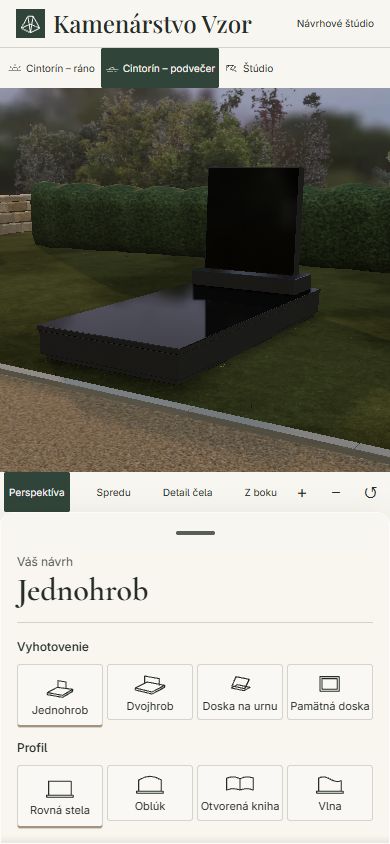 Kamenárstvo Vzor
Návrhové štúdio
Cintorín – ráno
Cintorín – podvečer
Štúdio
Perspektíva
Spredu
Detail čela
Z boku
+
−
Váš návrh
Jednohrob
Vyhotovenie
Jednohrob
Dvojhrob
Doska na urnu
Pamätná doska
Profil
Rovná stela
Oblúk
Otvorená kniha
Vlna